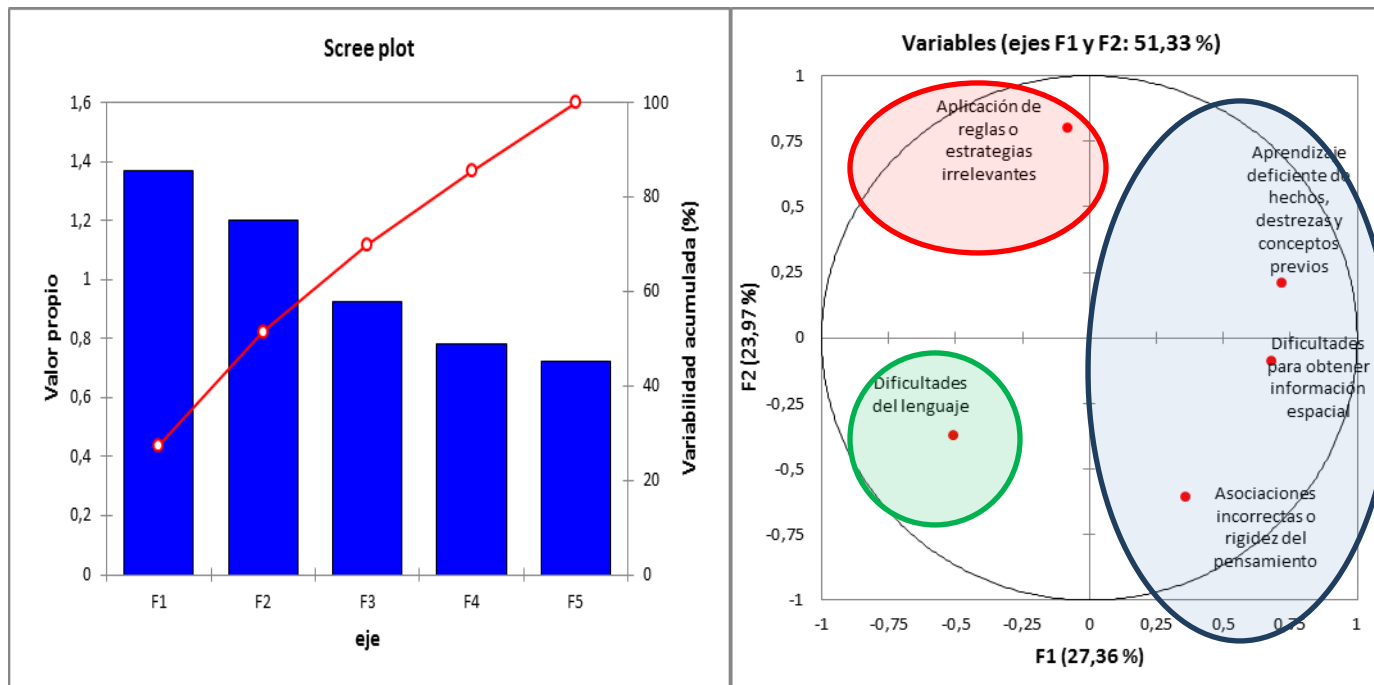 Scree plot
1,6
1,4
1,2
1
0,8
0,6
0,4
0,2
0
Valor propio
100
80
60
40
20
0
Variabilidad acumulada (%)
F1 F2 F3 F4 F5
eje
Variables (ejes F1 y F2: 51,33 %)
1
0,75
0,5
0,25
0
-0,25
-0,5
-0,75
-1
F2 (23,97 %)
Aplicación de
reglas o
estrategias
irrelevantes
Aprendizaje
deficiente de
hechos,
destrezas y
conceptos
previos
Dificultades
para obtener
información
espacial
Dificultades
del lenguaje
Asociaciones
incorrectas o
rigidez del
pensamiento
-1 -0,75 -0,5 -0,25 0 0,25 0,5 0,75 1
F1 (27,36 %)